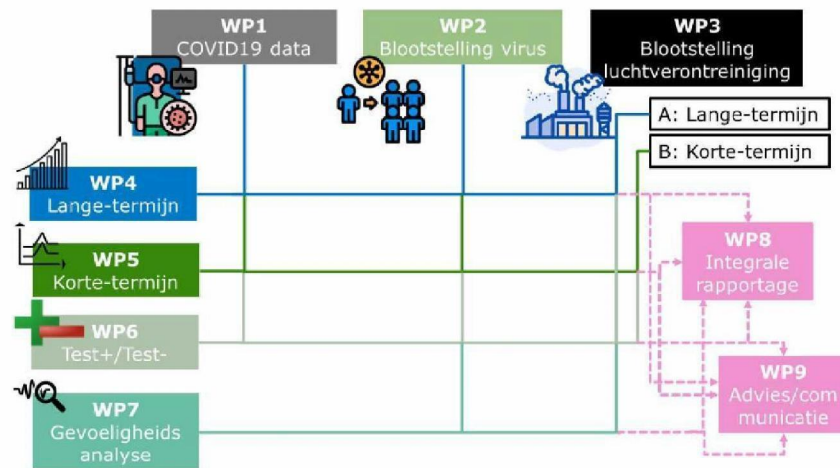 WP1
COVID19 data
WP2
Blootstelling virus
WP3
Blootstelling
luchtverontreiniging
A: Lange-termijn
B: Korte-termijn
WP4
Lange-termijn
WP5
Korte-termijn
WP6
Test+/Test-
WP7
Gevoeligheids
analyse
WP8
Integrale
rapportage
WP9
Advies/com
municatie